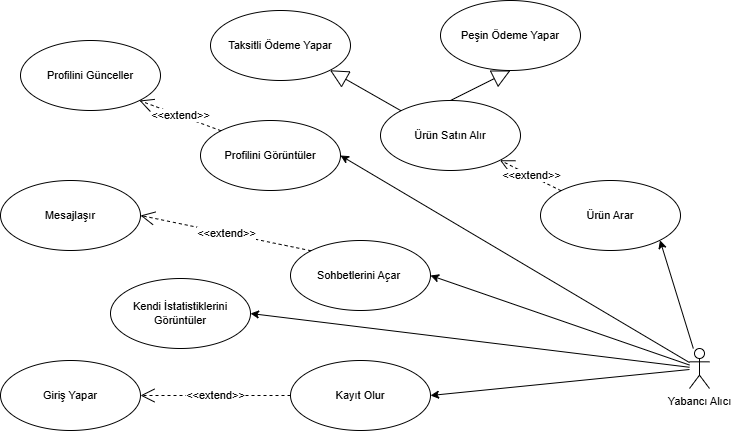 Peşin Ödeme Yapar
Taksitli Ödeme Yapar
Profilini Günceller
<<extend>>
Ürün Satın Alır
Profilini Görüntüler
<<extend>>
Mesajlaşır
Ürün Arar
<<extend>>
Sohbetlerini Açar
Kendi İstatistiklerini
Görüntüler
Giriş Yapar
<<extend>>
Kayıt Olur
Yabancı Alıcı